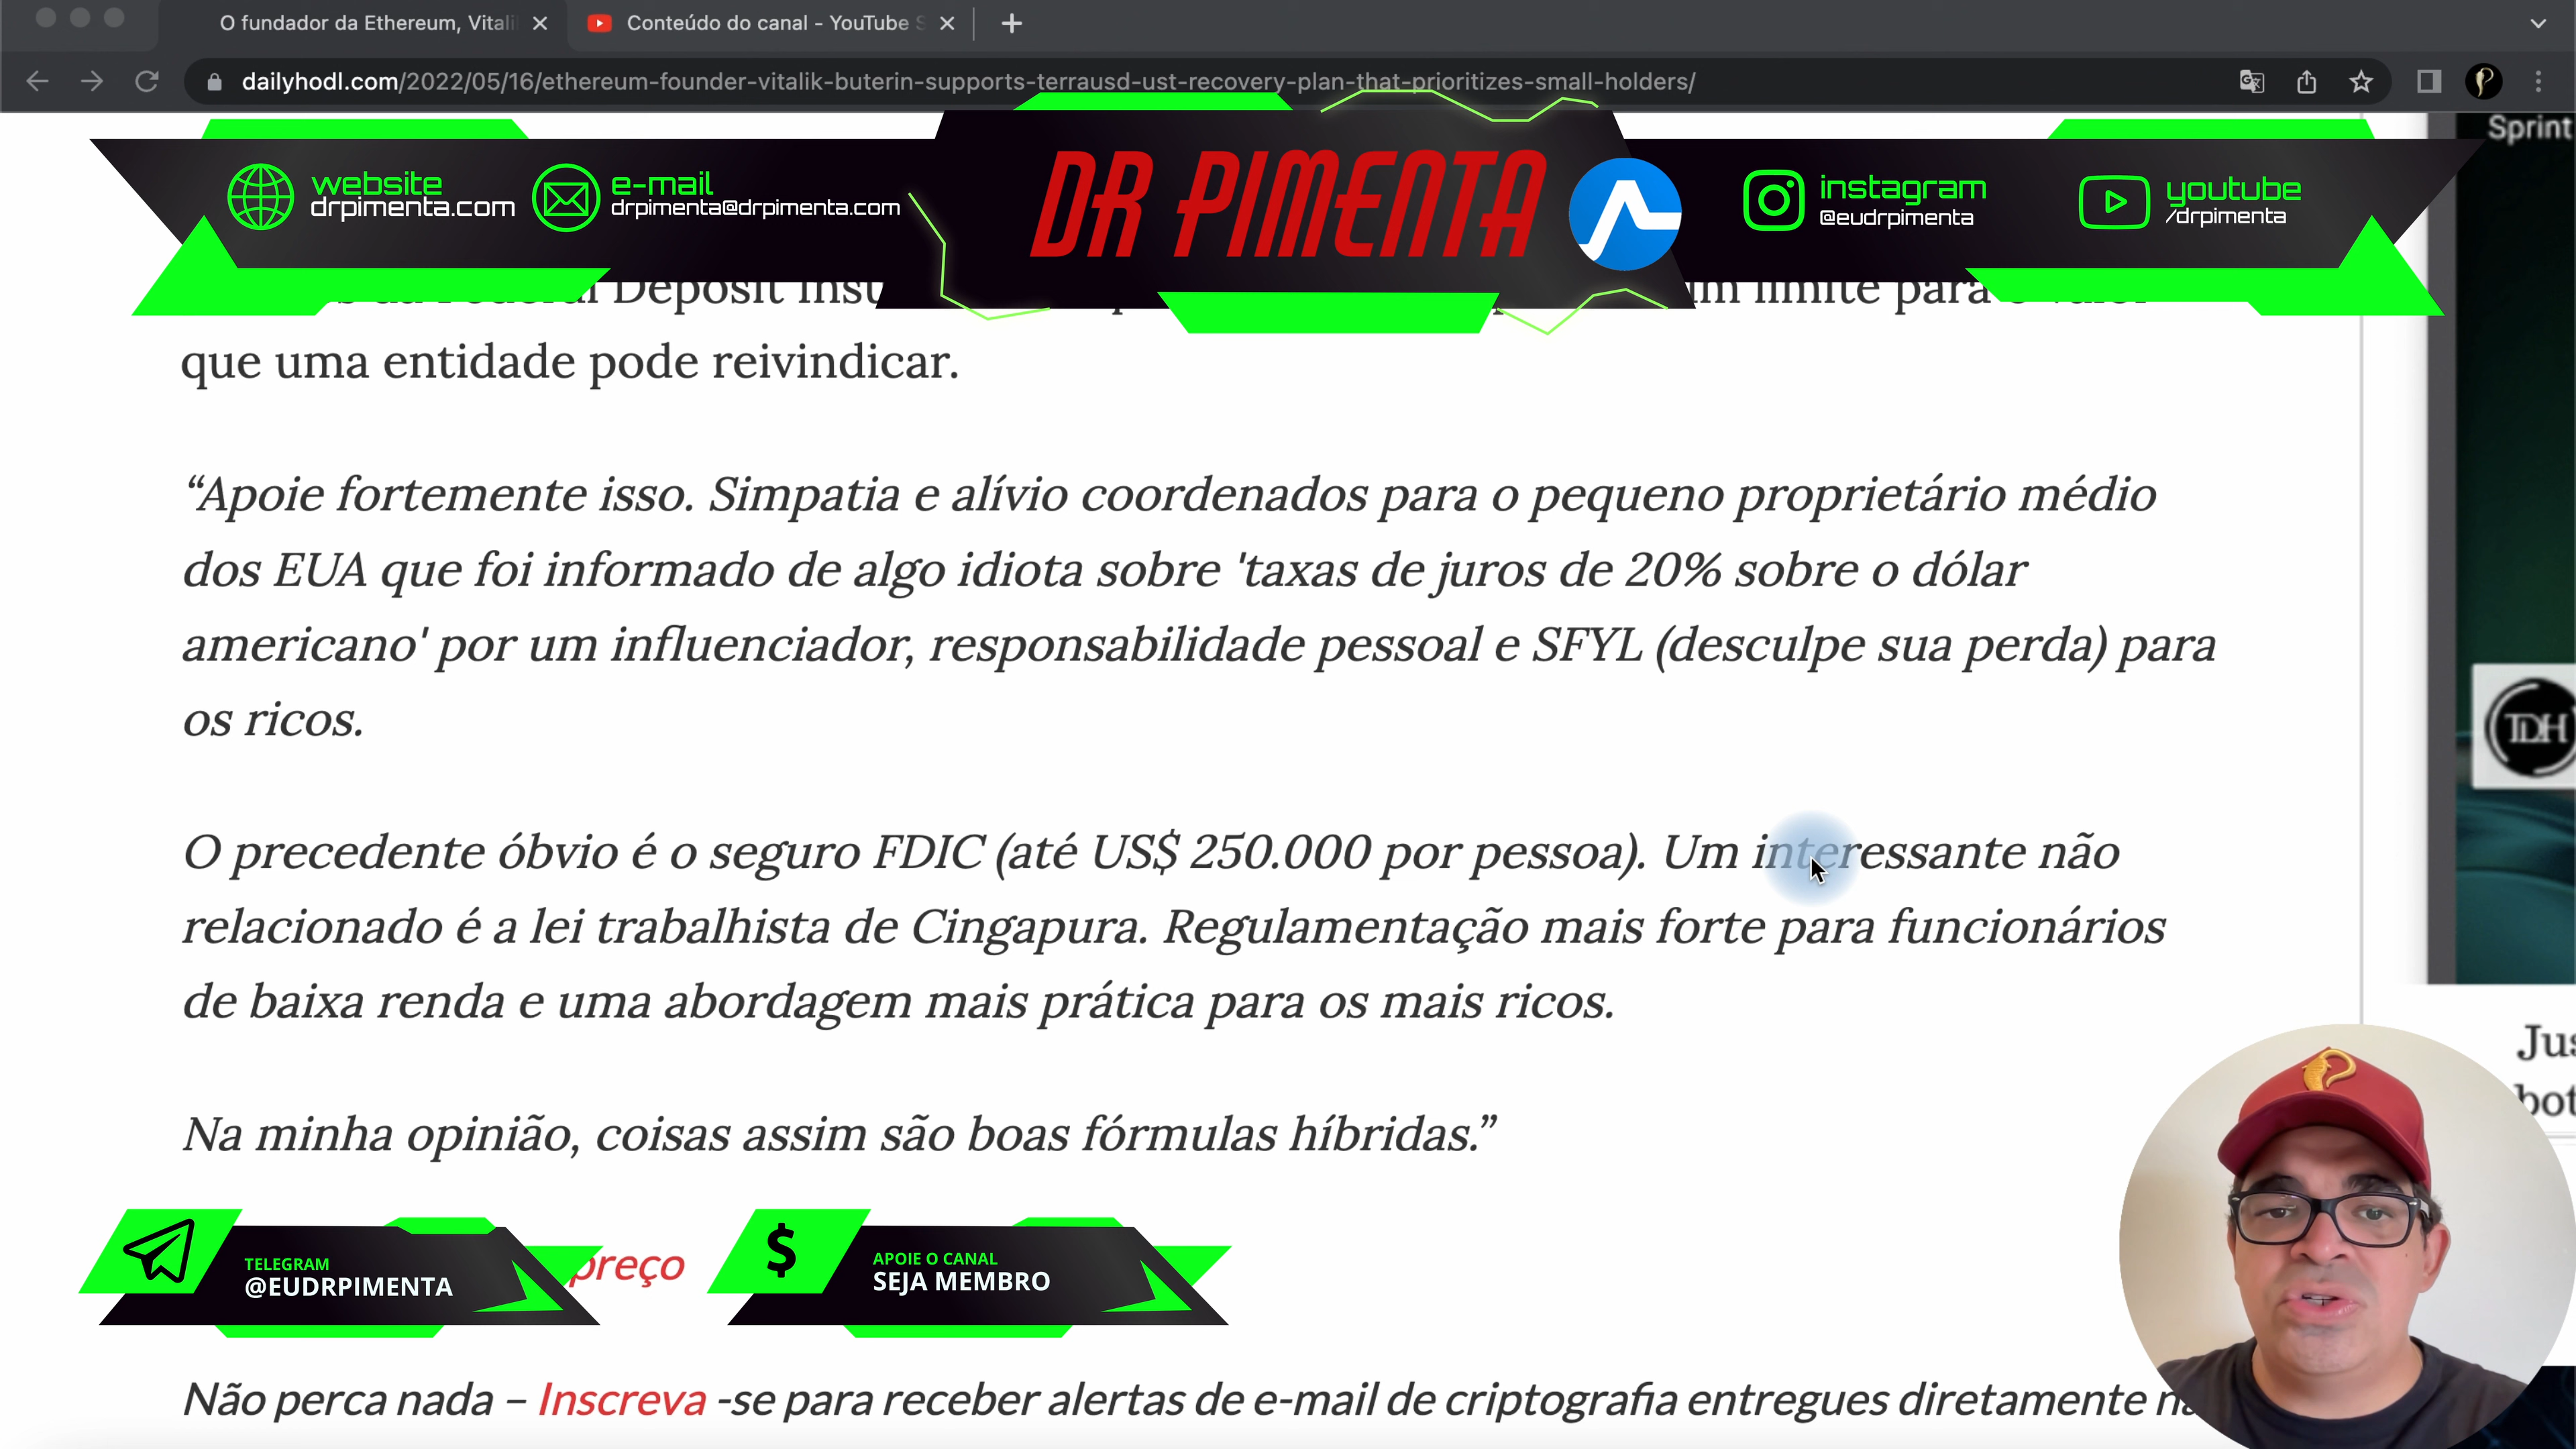 O fundador da Ethereum, Vitali
Conteúdo do canal - YouTube S
dailyhodl.com/2022/05/16/ethereum-founder-vitalik-buterin-supports-terrausd-ust-recovery-plan-that-prioritizes-small-holders/
Sprint
website
drpimenta.com
e-mail
drpimenta@drpimenta.com
DR PIMENTA
instagram
@eudrpimenta
youtube
/drpimenta
Deposit
limite para
que uma entidade pode reivindicar.
“Apoie fortemente isso. Simpatia e alívio coordenados para o pequeno proprietário médio
dos EUA que foi informado de algo idiota sobre 'taxas de juros de 20% sobre o dólar
americano' por um influenciador, responsabilidade pessoal e SFYL (desculpe sua perda) para
os ricos.
TDH
O precedente óbvio é o seguro FDIC (até US$ 250.000 por pessoa). Um interessante não
relacionado é a lei trabalhista de Cingapura. Regulamentação mais forte para funcionários
de baixa renda e uma abordagem mais prática para os mais ricos.
Jus
bot
Na minha opinião, coisas assim são boas fórmulas híbridas.”
TELEGRAM
@EUDRPIMENTA
preço
$
APOIE O CANAL
SEJA MEMBRO
Não perca nada – Inscreva -se para receber alertas de e-mail de criptografia entregues diretamente